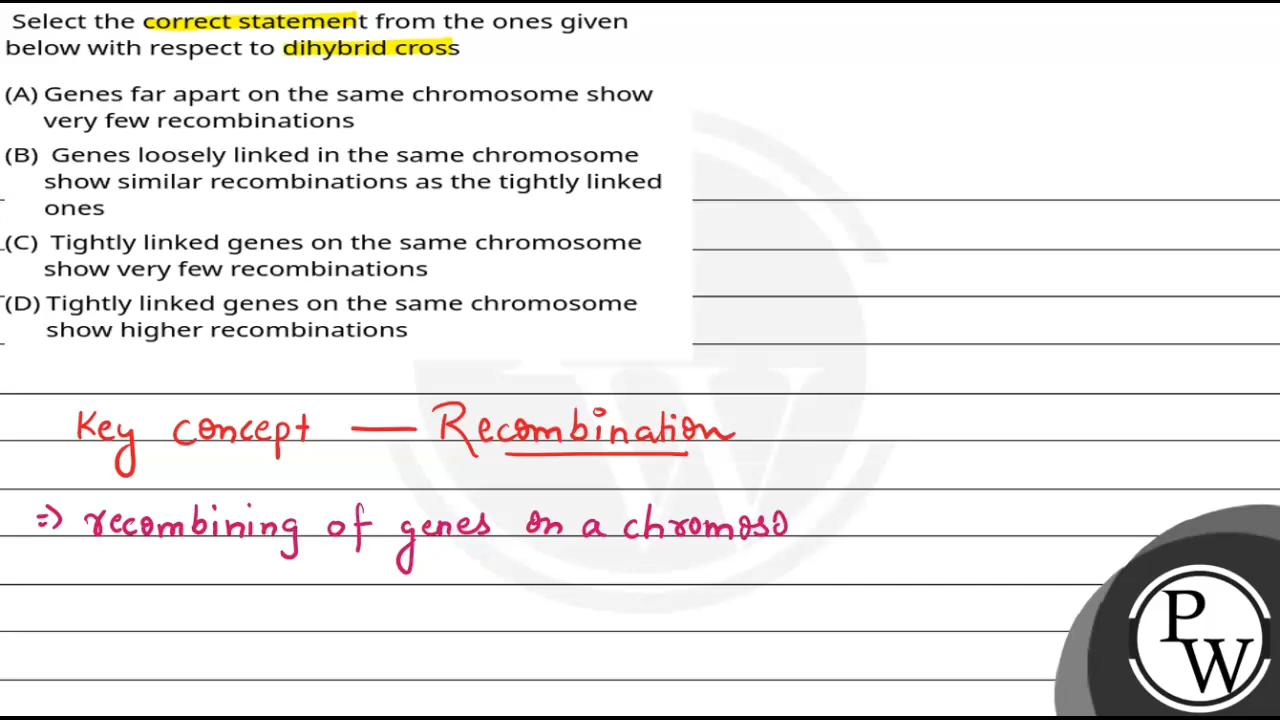 Select the correct statement from the ones given
below with respect to dihybrid cross
(A) Genes far apart on the same chromosome show
very few recombinations
(B) Genes loosely linked in the same chromosome
show similar recombinations as the tightly linked
ones
(C) Tightly linked genes on the same chromosome
show very few recombinations
(D) Tightly linked genes on the same chromosome
show higher recombinations
Key concept — Recombination
⇒ recombining of genes on a chromoso
P
W